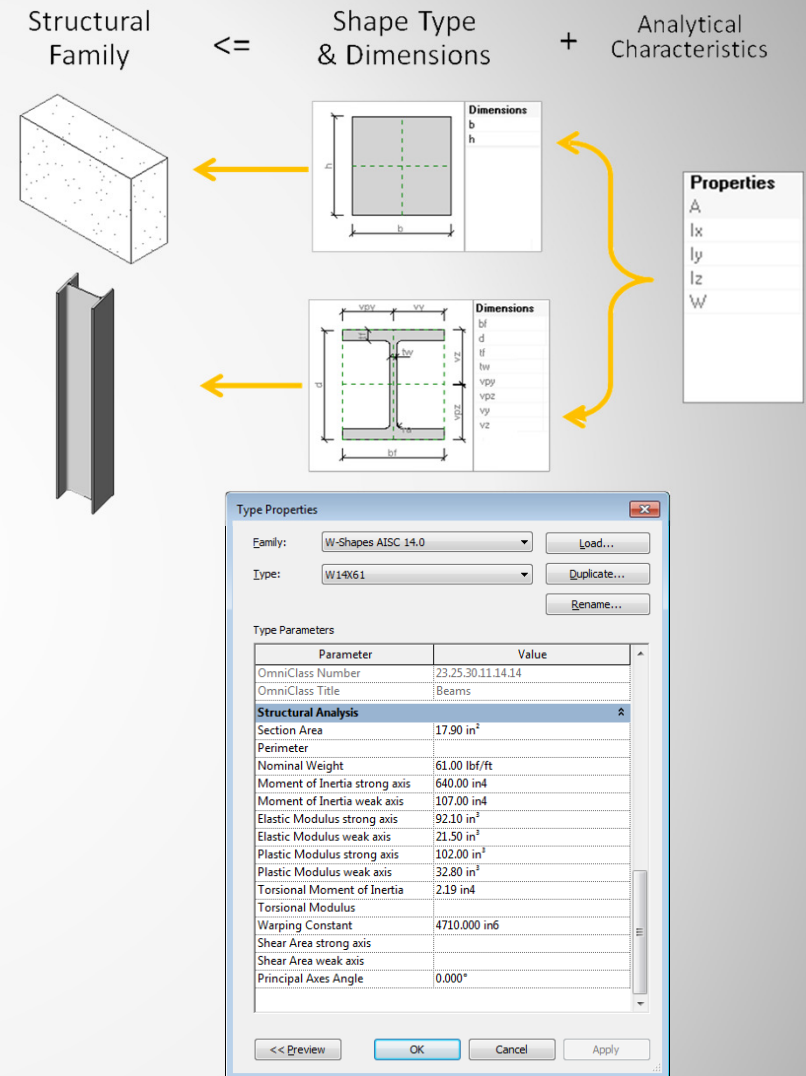 Structural
Family
<=
Shape Type
& Dimensions
+
Analytical
Characteristics
h
b
Dimensions
b
h
Properties
A
Ix
Iy
Iz
W
vpy
vy
tf
tw
d
vz
vpz
bf
Dimensions
bf
d
tf
tw
vpy
vpz
vy
vz
Type Properties
Family:
W-Shapes AISC 14.0
Load...
Type:
W14X61
Duplicate...
Rename...
Type Parameters
Parameter Value
OmniClass Number 23.25.30.11.14.14
OmniClass Title Beams
Structural Analysis
Section Area 17.90 in²
Perimeter
Nominal Weight 61.00 lbf/ft
Moment of Inertia strong axis 640.00 in4
Moment of Inertia weak axis 107.00 in4
Elastic Modulus strong axis 92.10 in³
Elastic Modulus weak axis 21.50 in³
Plastic Modulus strong axis 102.00 in³
Plastic Modulus weak axis 32.80 in³
Torsional Moment of Inertia 2.19 in4
Torsional Modulus
Warping Constant 4710.000 in6
Shear Area strong axis
Shear Area weak axis
Principal Axes Angle 0.000°
<< Preview
OK
Cancel
Apply